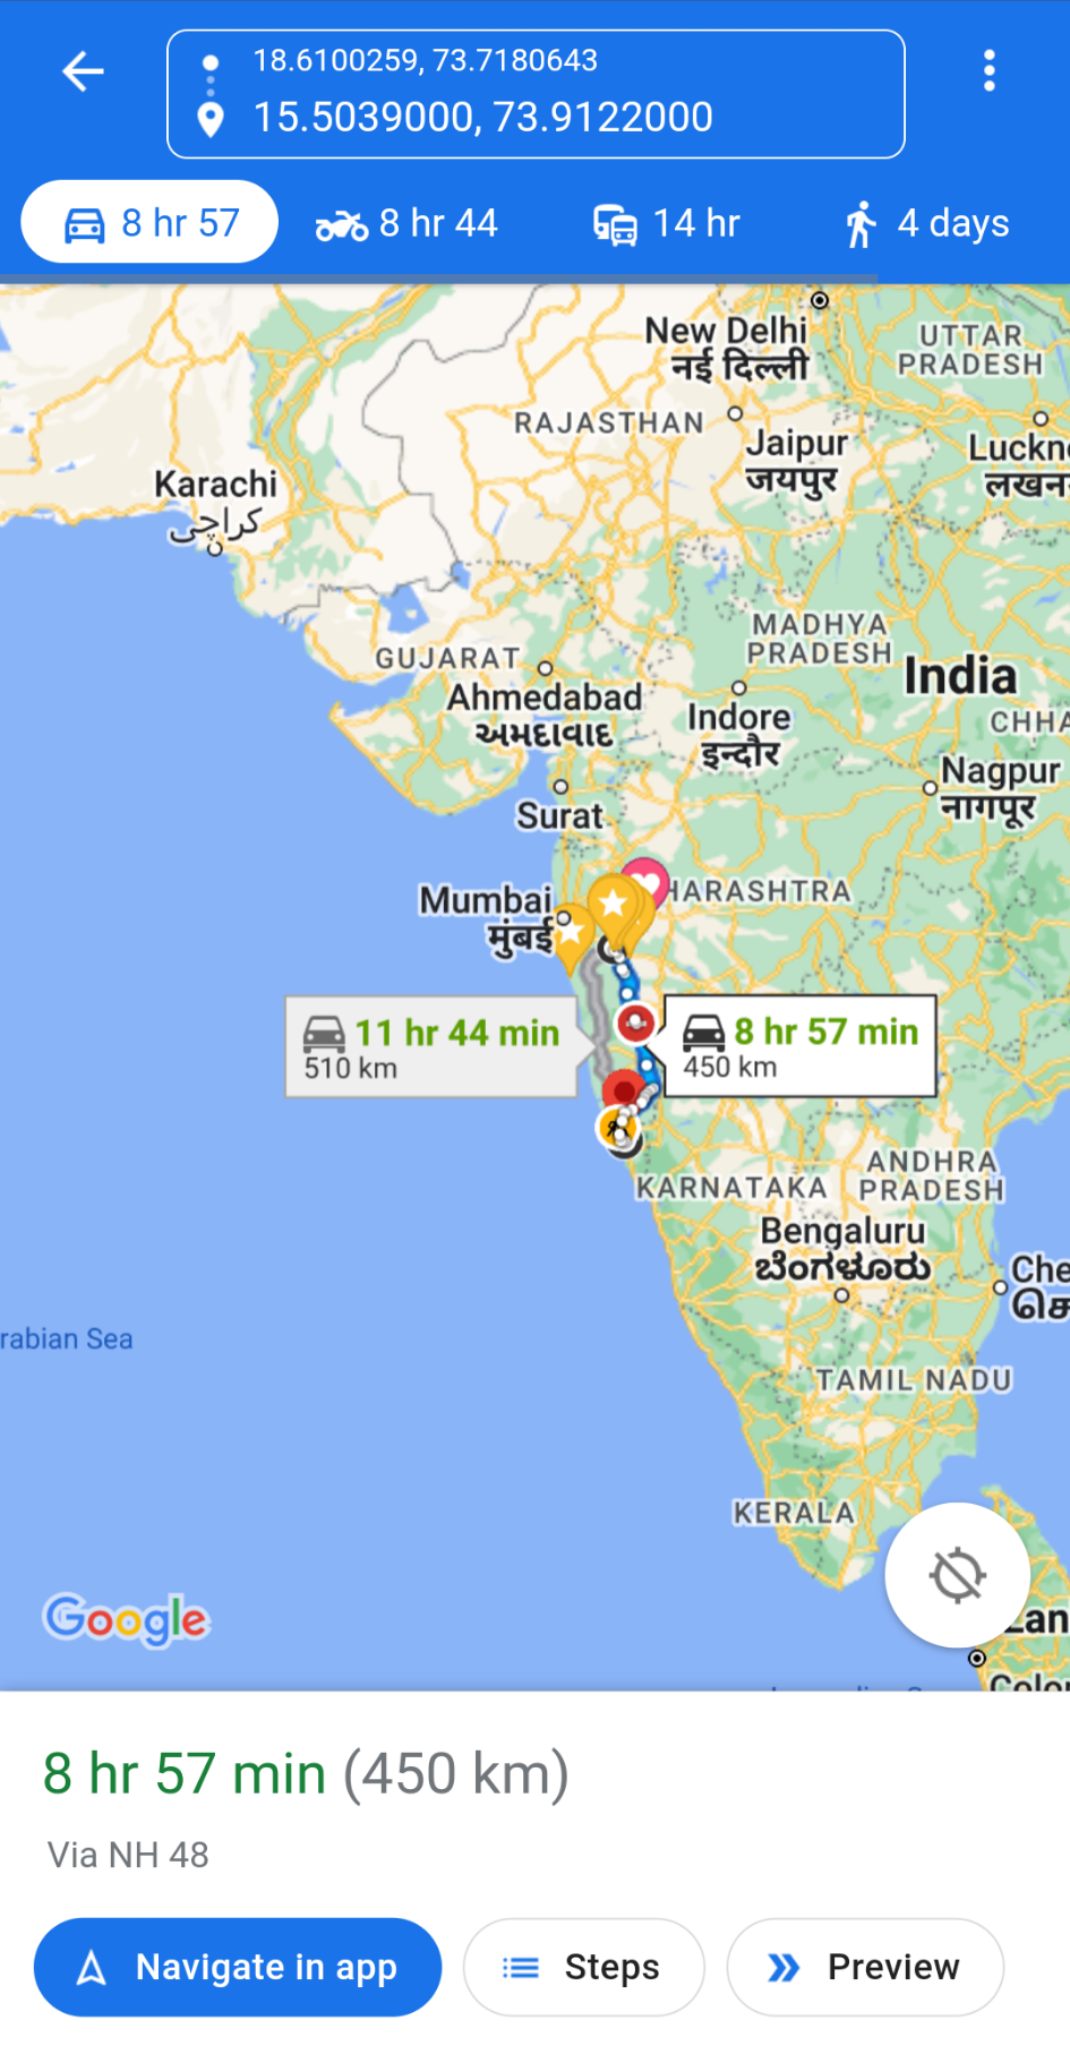 18.6100259, 73.7180643
15.5039000, 73.9122000
8 hr 57
8 hr 44
14 hr
4 days
New Delhi
नई दिल्ली
UTTAR
PRADESH
RAJASTHAN
Jaipur
जयपुर
Luckn
लखन
Karachi
کراچی
MADHYA
PRADESH
GUJARAT
India
Ahmedabad
અમદાવાદ
Indore
इन्दौर
CHHA
Nagpur
नागपूर
Surat
Mumbai
मुंबई
HARASHTRA
11 hr 44 min
510 km
8 hr 57 min
450 km
KARNATAKA
ANDHRA
PRADESH
Bengaluru
ಬೆಂಗಳೂರು
Che
செ
rabian Sea
TAMIL NADU
KERALA
Google
Lan
Colo
8 hr 57 min (450 km)
Via NH 48
Navigate in app
Steps
Preview